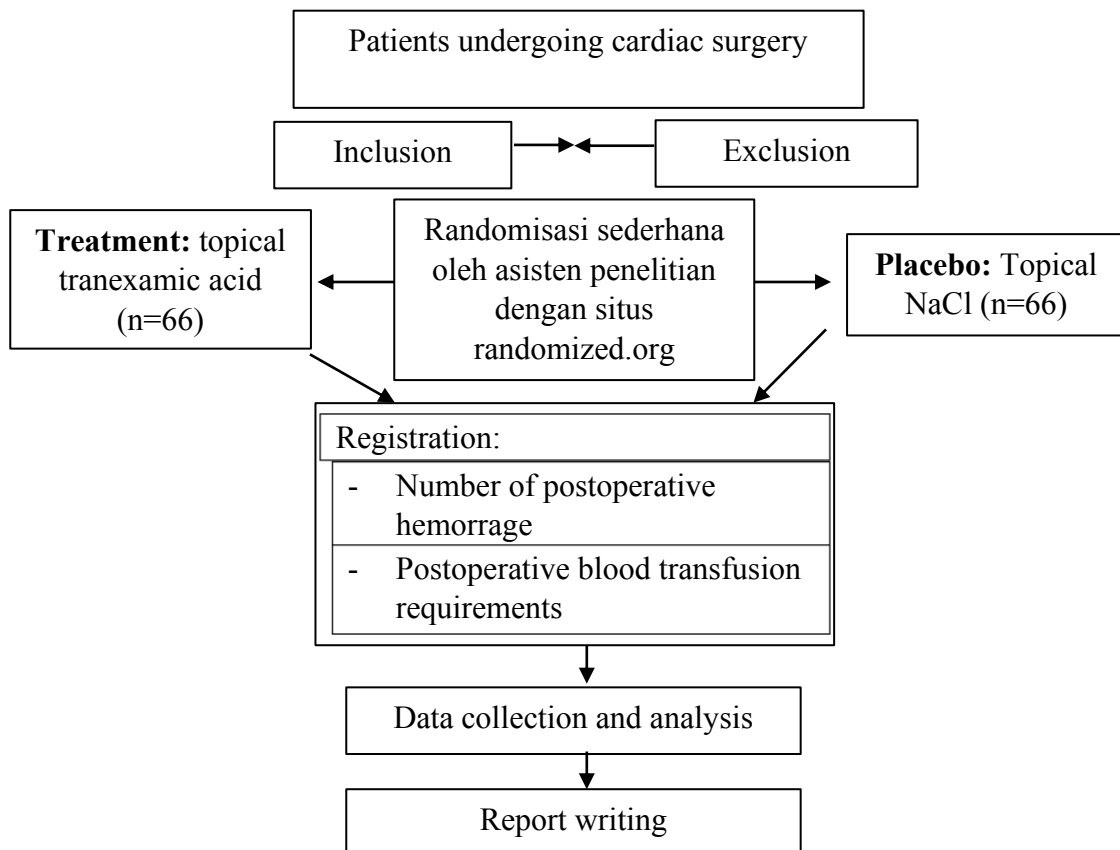 Patients undergoing cardiac surgery
Inclusion
Exclusion
Treatment: topical
tranexamic acid
(n=66)
Randomisasi sederhana
oleh asisten penelitian
dengan situs
randomized.org
Placebo: Topical
NaCl (n=66)
Registration:
- Number of postoperative
hemorrage
- Postoperative blood transfusion
requirements
Data collection and analysis
Report writing